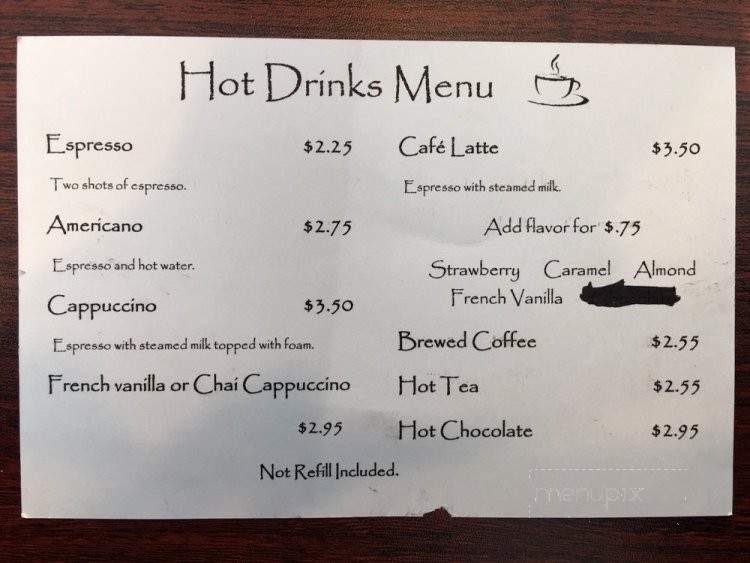 Hot Drinks Menu
Espresso $2.25
Two shots of espresso.
Americano $2.75
Espresso and hot water.
Cappuccino $3.50
Espresso with steamed milk topped with foam.
French vanilla or Chai Cappuccino
$2.95
Café Latte $3.50
Espresso with steamed milk.
Add flavor for $.75
Strawberry Caramel Almond
French Vanilla
Brewed Coffee $2.55
Hot Tea $2.55
Hot Chocolate $2.95
Not Refill Included.
menupix